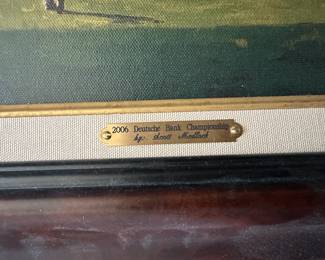 2006 Deutsche Bank Championship
by: Scott Medlock